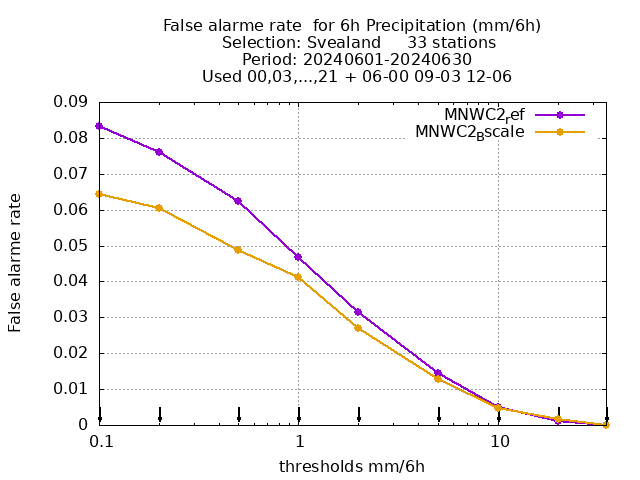 False alarme rate  for 6h Precipitation (mm/6h)
Selection: Svealand     33 stations
Period: 20240601-20240630
Used 00,03,...,21 + 06-00 09-03 12-06
MNWC2ref
MNWC2Bscale
0.09
0.08
0.07
0.06
0.05
0.04
0.03
0.02
0.01
0
False alarme rate
0.1 1 10
thresholds mm/6h